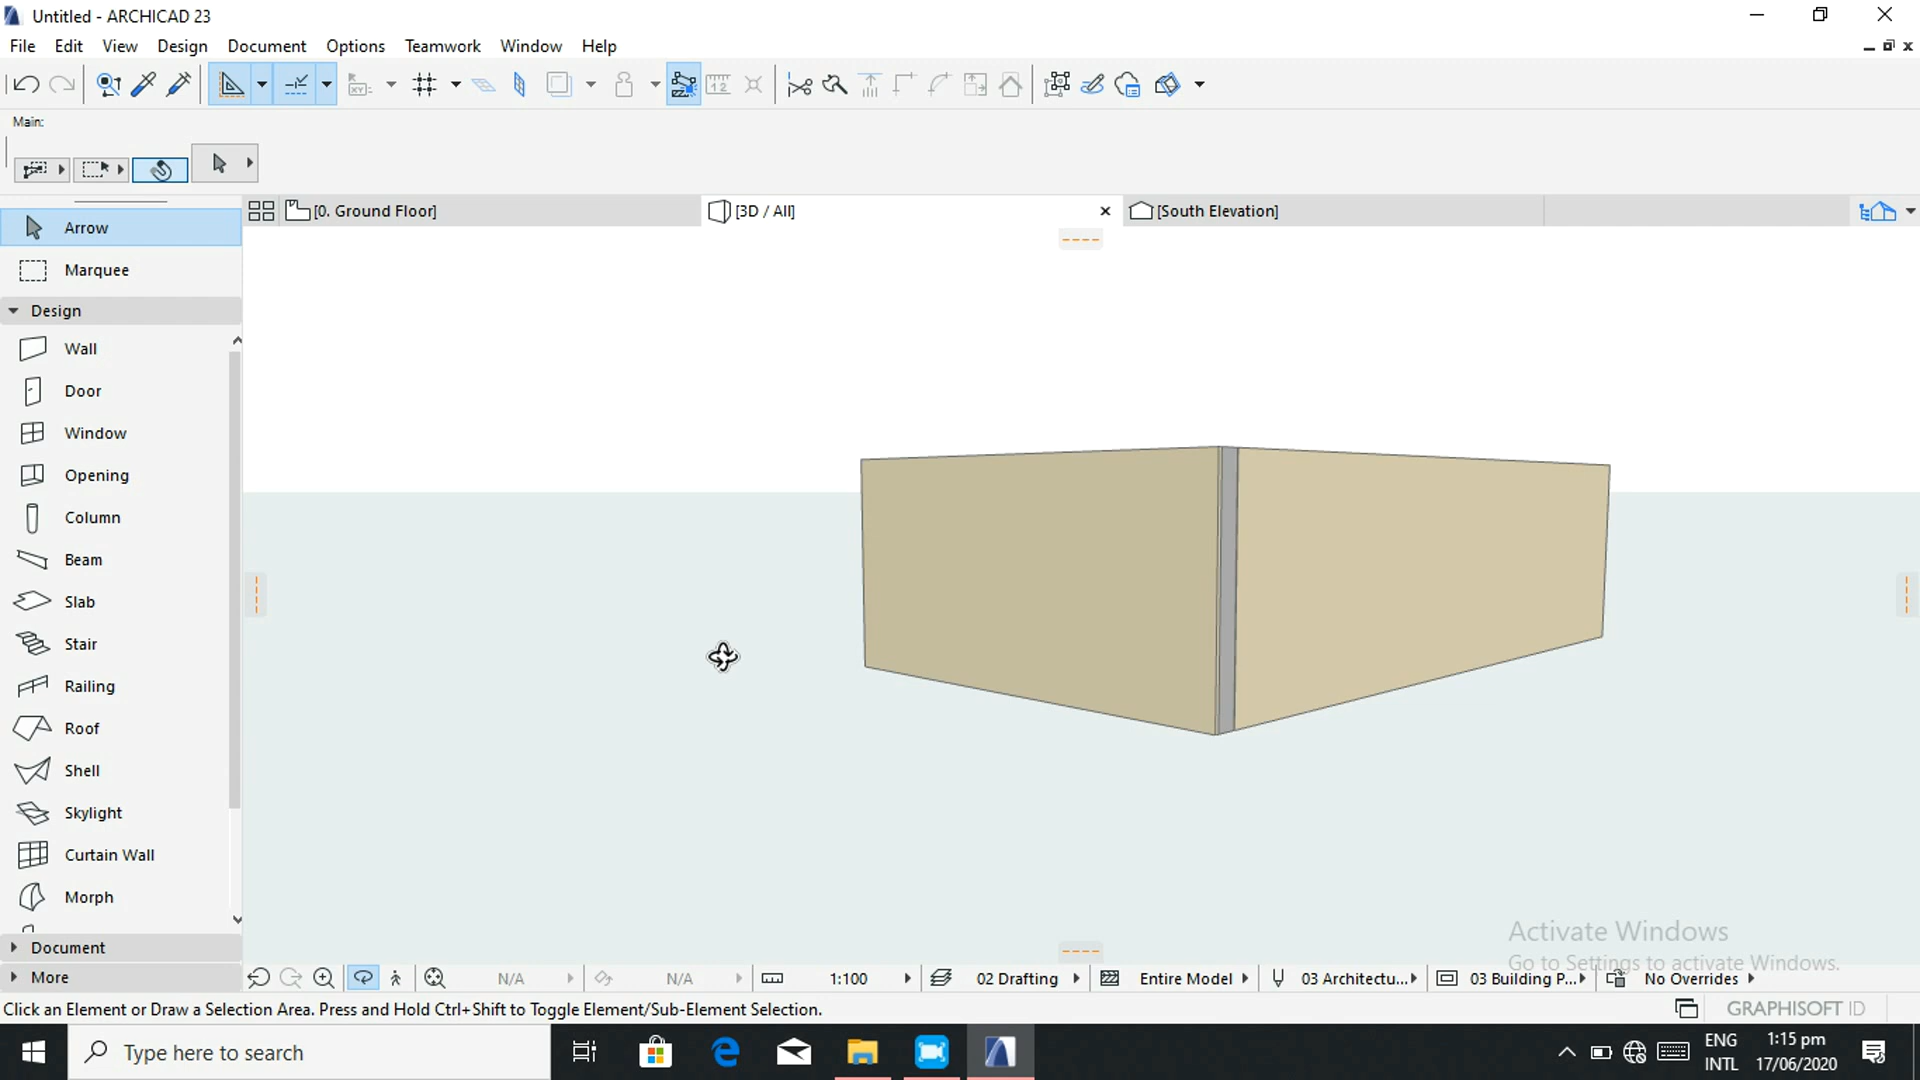 Untitled - ARCHICAD 23
File Edit View Design Document Options Teamwork Window Help
Main:
[0. Ground Floor] [3D / All] [South Elevation]
Arrow
Marquee
Design
Wall
Door
Window
Opening
Column
Beam
Slab
Stair
Railing
Roof
Shell
Skylight
Curtain Wall
Morph
Document
More
Activate Windows
Go to Settings to activate Windows.
N/A N/A 1:100 02 Drafting Entire Model 03 Architectu... 03 Building P... No Overrides
Click an Element or Draw a Selection Area. Press and Hold Ctrl+Shift to Toggle Element/Sub-Element Selection.
GRAPHISOFT ID
Type here to search
ENG
INTL
1:15 pm
17/06/2020